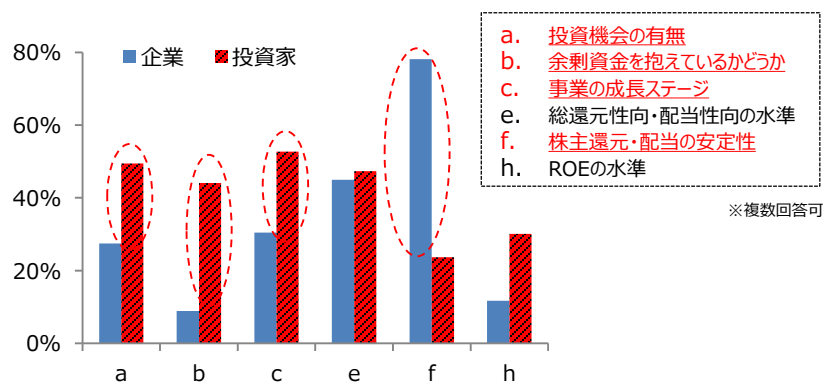 80%
60%
40%
20%
0%
企業 投資家
a b c e f h
a. 投資機会の有無
b. 余剰資金を抱えているかどうか
c. 事業の成長ステージ
e. 総還元性向・配当性向の水準
f. 株主還元・配当の安定性
h. ROEの水準
※複数回答可